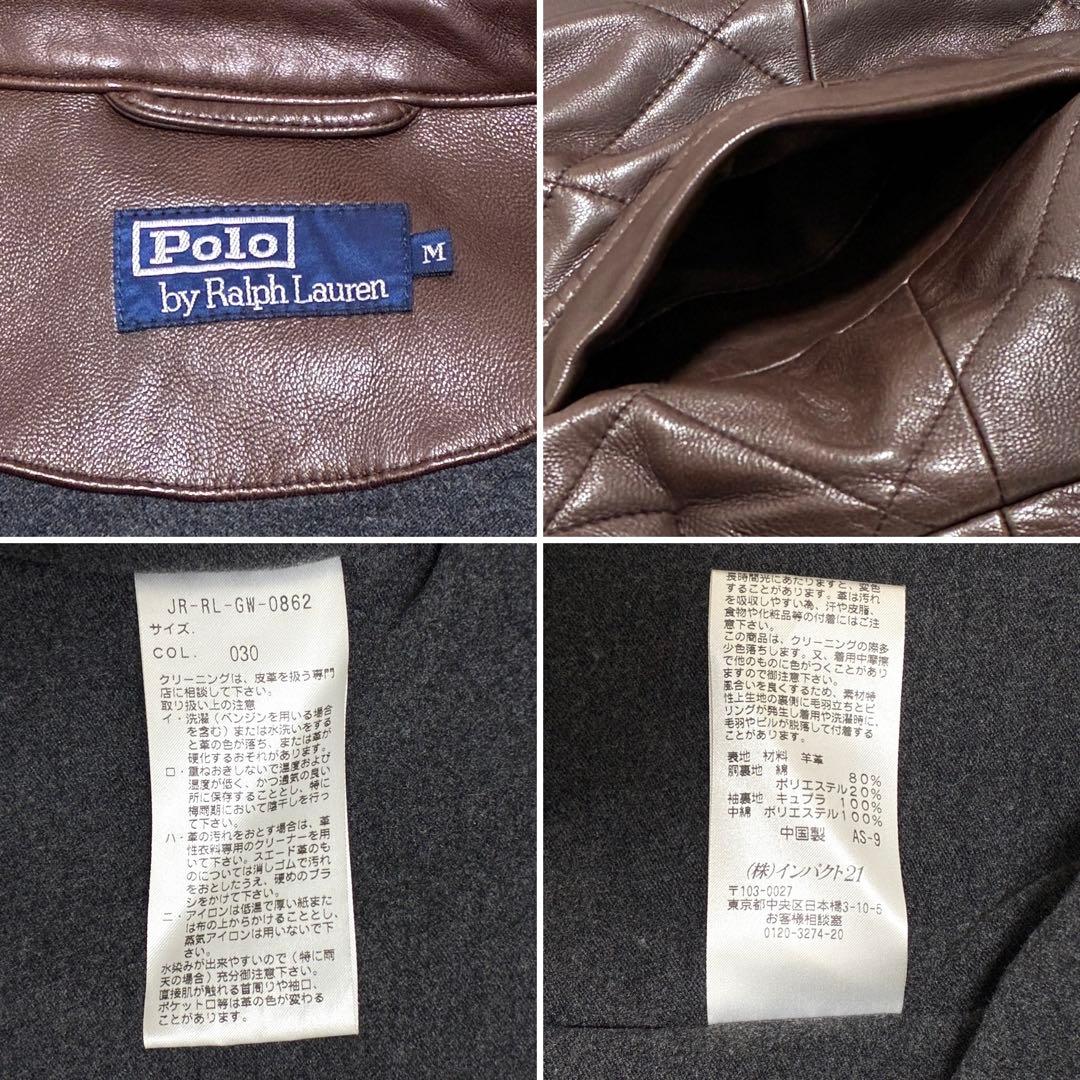 Polo
by Ralph Lauren
M
JR-RL-GW-0862
サイズ.
COL. 030
クリーニングは、皮革を扱う専門
店に相談して下さい。
取り扱い上の注意
イ・洗濯(ベンジンを用いる場合
を含む)または水洗いをする
と革の色が落ち、または革が
硬化するおそれがあります。
ロ・重ねおきしないで温度および
湿度が低く、かつ通気の良い
所に保存することとし、特に
梅雨期において陰干しを行っ
て下さい。
ハ・革の汚れをおとす場合は、革
性衣料専用のクリーナーを用
いて下さい。スエード革のも
のについては消しゴムで汚れ
をおとしたうえ、硬めのブラ
シをかけて下さい。
ニ・アイロンは低温で厚い紙また
は布の上からかけることとし、
蒸気アイロンは用いないで下
さい。
水染みが出来やすいので(特に雨
天の場合)充分御注意下さい。
直接肌が触れる首周りや袖口、
ポケット口等は革の色が変わる
ことがあります。
長時間光にあたりますと、変色
することがあります。革は汚れ
を吸収しやすい為、汗や皮脂、
食物や化粧品等の付着にはご注
意下さい。
この商品は、クリーニングの際多
少色落ちします。又、着用中摩擦
で他のものに色がつくことがあり
ますので御注意下さい。
風合いを良くするため、素材特
性上生地の裏側に毛羽立ちとピ
リングが発生し着用や洗濯時に、
毛羽やピルが脱落して付着する
ことがあります。
表地 材料 羊革
胴裏地 綿 80%
ポリエステル20%
袖裏地 キュプラ 100%
中綿 ポリエステル100%
中国製 AS-9
(株)インパクト21
〒103-0027
東京都中央区日本橋3-10-5
お客様相談室
0120-3274-20